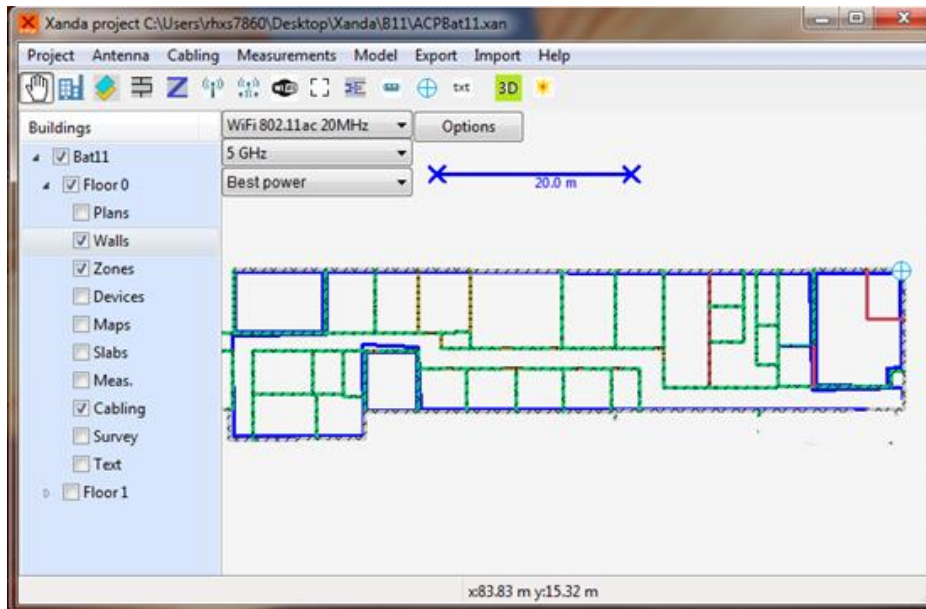 Xanda project C:\Users\rhxs7860\Desktop\Xanda\B11\ACPBat11.xan
Project Antenna Cabling Measurements Model Export Import Help
txt 3D
Buildings
WiFi 802.11ac 20MHz Options
Bat11
5 GHz
Floor 0
Best power
20.0 m
Plans
Walls
Zones
Devices
Maps
Slabs
Meas.
Cabling
Survey
Text
Floor 1
x:83.83 m y:15.32 m